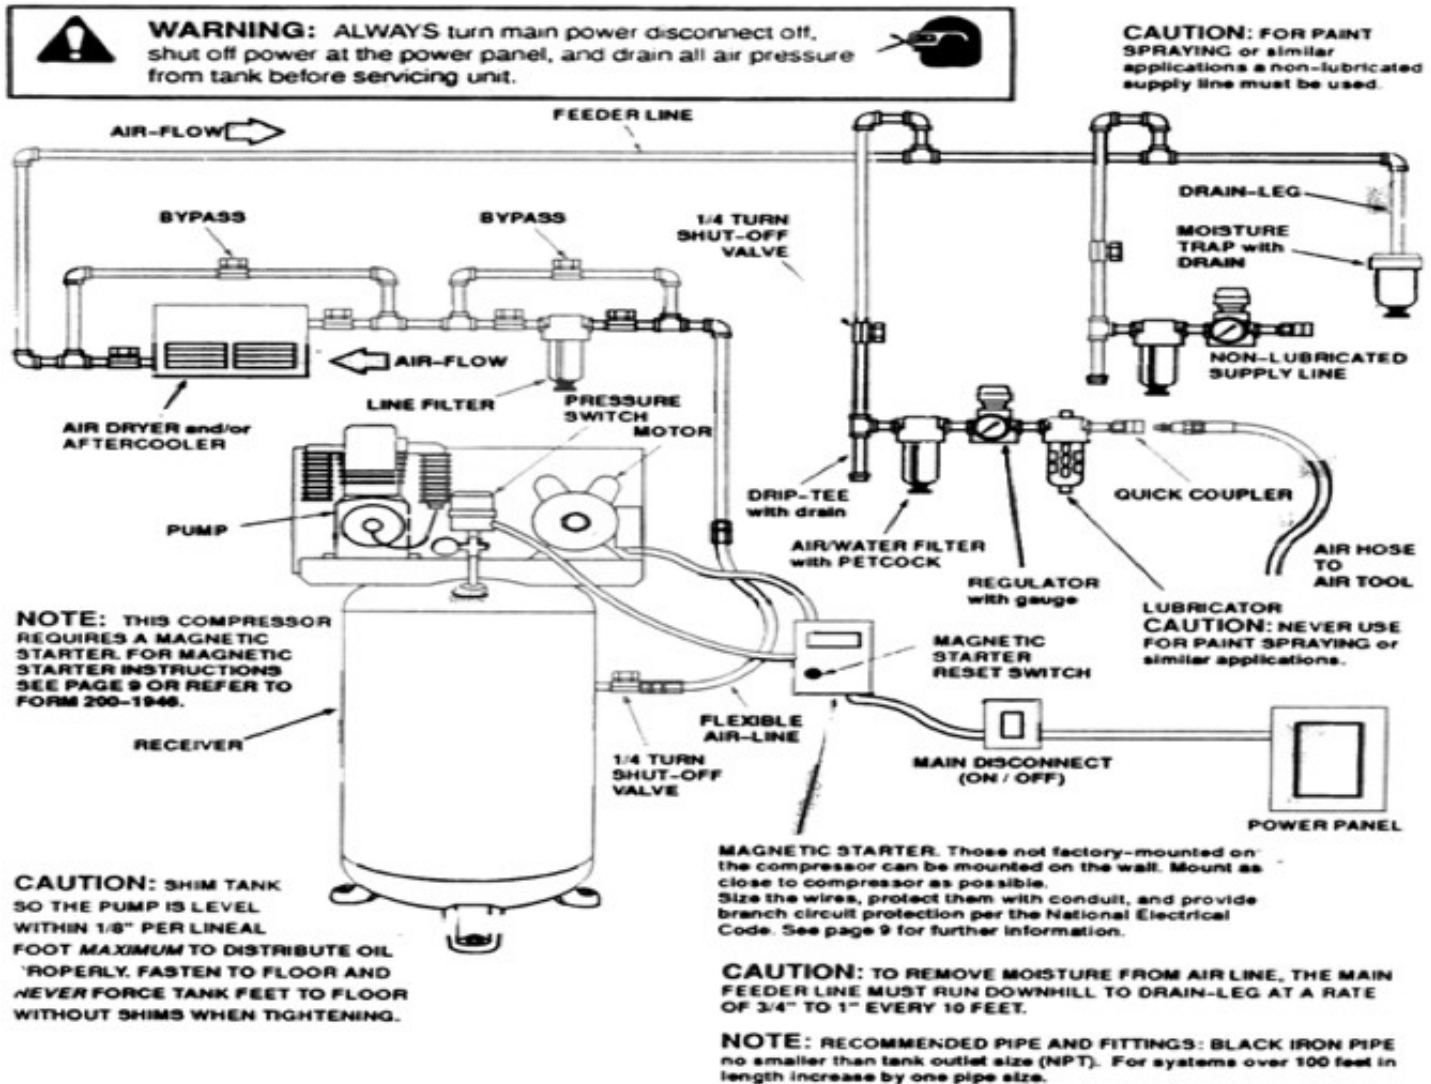 WARNING: ALWAYS turn main power disconnect off,
shut off power at the power panel, and drain all air pressure
from tank before servicing unit.
CAUTION: FOR PAINT
SPRAYING or similar
applications a non-lubricated
supply line must be used.
AIR-FLOW
FEEDER LINE
BYPASS
BYPASS
1/4 TURN
SHUT-OFF
VALVE
DRAIN-LEG
MOISTURE
TRAP with
DRAIN
AIR-FLOW
NON-LUBRICATED
SUPPLY LINE
LINE FILTER
PRESSURE
SWITCH
MOTOR
AIR DRYER and/or
AFTERCOOLER
PUMP
DRIP-TEE
with drain
QUICK COUPLER
AIR/WATER FILTER
with PETCOCK
REGULATOR
with gauge
AIR HOSE
TO
AIR TOOL
LUBRICATOR
CAUTION: NEVER USE
FOR PAINT SPRAYING or
similar applications.
NOTE: THIS COMPRESSOR
REQUIRES A MAGNETIC
STARTER. FOR MAGNETIC
STARTER INSTRUCTIONS
SEE PAGE 9 OR REFER TO
FORM 200-1946.
MAGNETIC
STARTER
RESET SWITCH
RECEIVER
FLEXIBLE
AIR-LINE
1/4 TURN
SHUT-OFF
VALVE
MAIN DISCONNECT
(ON / OFF)
POWER PANEL
MAGNETIC STARTER. Those not factory-mounted on
the compressor can be mounted on the wall. Mount as
close to compressor as possible.
Size the wires, protect them with conduit, and provide
branch circuit protection per the National Electrical
Code. See page 9 for further information.
CAUTION: SHIM TANK
SO THE PUMP IS LEVEL
WITHIN 1/8" PER LINEAL
FOOT MAXIMUM TO DISTRIBUTE OIL
'ROPERLY. FASTEN TO FLOOR AND
NEVER FORCE TANK FEET TO FLOOR
WITHOUT SHIMS WHEN TIGHTENING.
CAUTION: TO REMOVE MOISTURE FROM AIR LINE, THE MAIN
FEEDER LINE MUST RUN DOWNHILL TO DRAIN-LEG AT A RATE
OF 3/4" TO 1" EVERY 10 FEET.
NOTE: RECOMMENDED PIPE AND FITTINGS: BLACK IRON PIPE
no smaller than tank outlet size (NPT). For systems over 100 feet in
length increase by one pipe size.